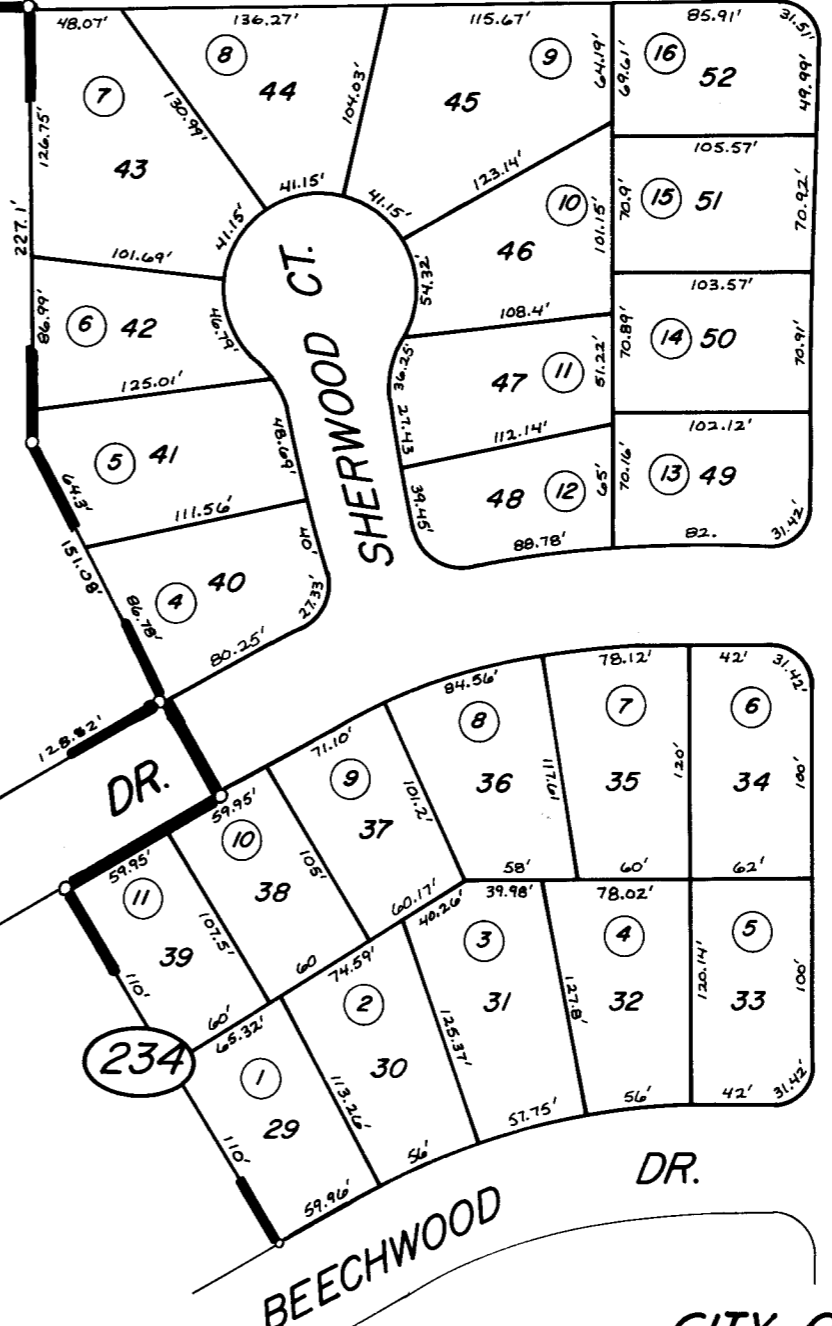 48.07' 136.27' 115.67' 85.91' 31.51'
7 8 9 16
43 44 45 52
126.75' 130.99' 104.03' 64.19' 69.61' 49.99'
227.1'
41.15' 41.15' 41.15' 123.14' 105.57'
10 15
46 51
101.15' 70.9' 70.92'
101.69' 54.32' 108.4' 103.57'
6 42
86.99' 46.79' 125.01'
SHERWOOD CT.
36.25' 27.43 47 11 51.22' 70.89' 14 50 70.91'
112.14' 102.12'
5 41 48.69'
64.3' 111.56'
39.45' 48 12 65' 70.16' 13 49
88.78' 82. 31.42'
151.08' 40'
4 40 27.33'
86.78' 80.25'
128.82'
DR.
84.56' 78.12' 42' 31.42'
71.10' 8 7 6
9 36 35 34
37 101.2' 117.61 120' 100'
60.17' 58' 60' 62'
59.95' 59.95'
11 10
39 38
107.5' 105'
110' 60' 60
234
65.32' 74.59' 40.26' 39.98' 78.02'
1 2 3 4 5
29 30 31 32 33
110' 113.26' 125.37' 127.8' 120.14' 100'
59.96' 56' 57.75' 56' 42' 31.42'
BEECHWOOD DR.